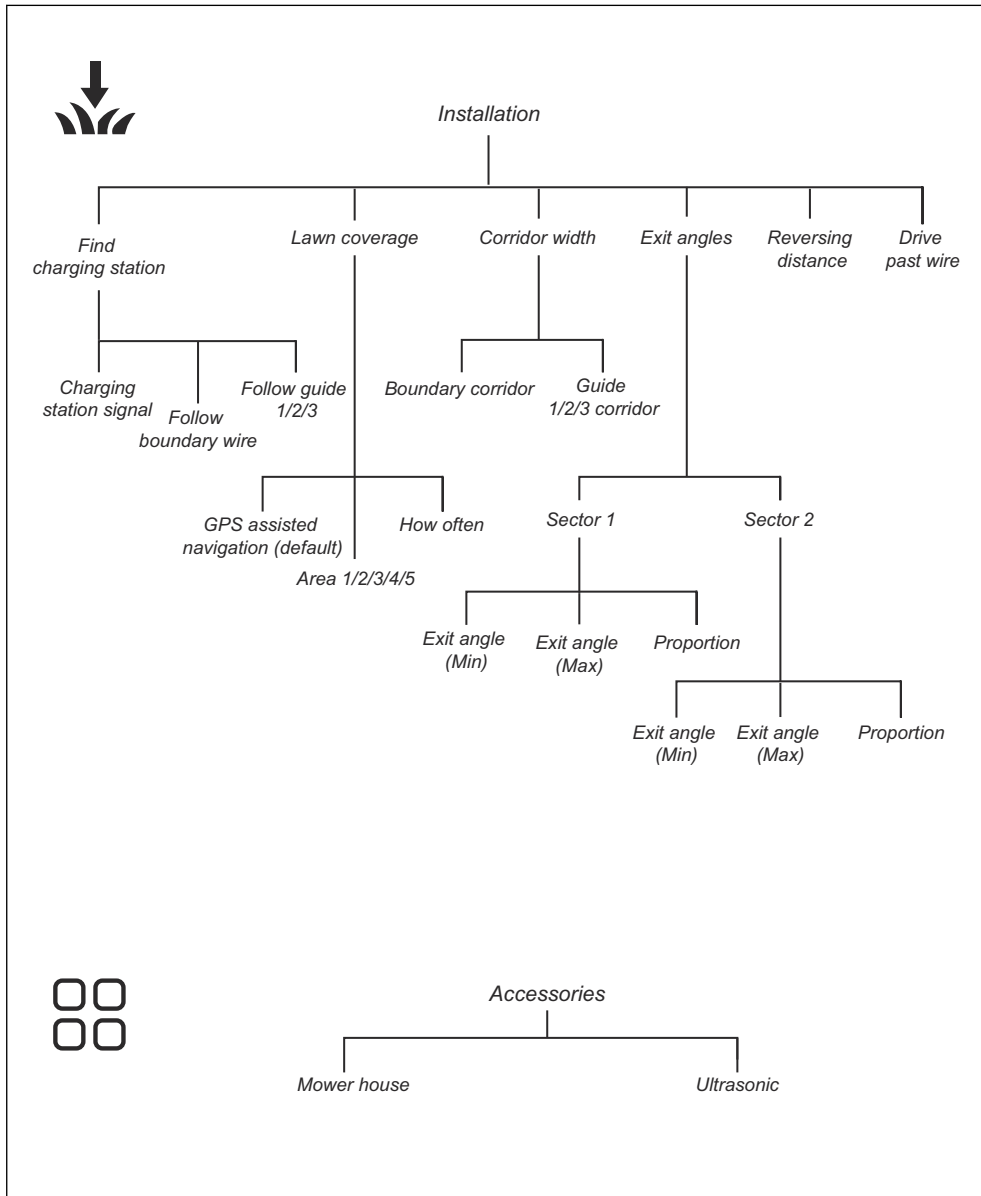 Installation
Find
charging station
Lawn coverage
Corridor width
Exit angles
Reversing
distance
Drive
past wire
Charging
station signal
Follow
boundary wire
Follow guide
1/2/3
Boundary corridor
Guide
1/2/3 corridor
GPS assisted
navigation (default)
Area 1/2/3/4/5
How often
Sector 1
Sector 2
Exit angle
(Min)
Exit angle
(Max)
Proportion
Exit angle
(Min)
Exit angle
(Max)
Proportion
Accessories
Mower house
Ultrasonic